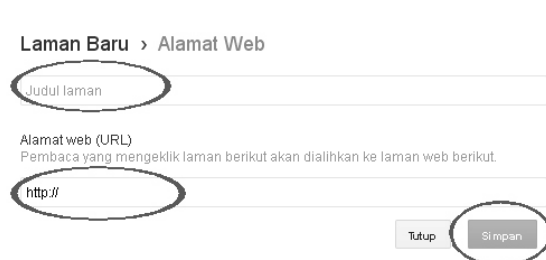 Laman Baru › Alamat Web
Judul laman
Alamat web (URL)
Pembaca yang mengeklik laman berikut akan dialihkan ke laman web berikut.
http://
Tutup Simpan